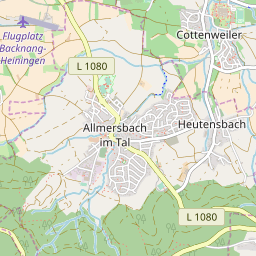 Flugplatz
Backnang-
Heiningen
Cottenweiler
L 1080
Allmersbach
im Tal
Heutensbach
L 1080